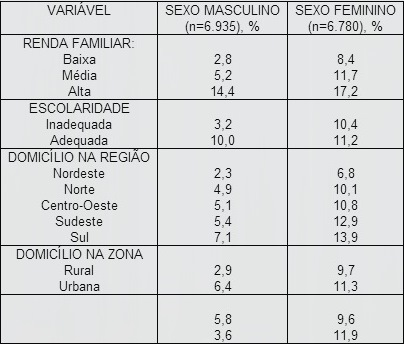 VARIÁVEL SEXO MASCULINO SEXO FEMININO
(n=6.935), % (n=6.780), %
RENDA FAMILIAR:
Baixa 2,8 8,4
Média 5,2 11,7
Alta 14,4 17,2
ESCOLARIDADE
Inadequada 3,2 10,4
Adequada 10,0 11,2
DOMICÍLIO NA REGIÃO
Nordeste 2,3 6,8
Norte 4,9 10,1
Centro-Oeste 5,1 10,8
Sudeste 5,4 12,9
Sul 7,1 13,9
DOMICÍLIO NA ZONA
Rural 2,9 9,7
Urbana 6,4 11,3
5,8 9,6
3,6 11,9